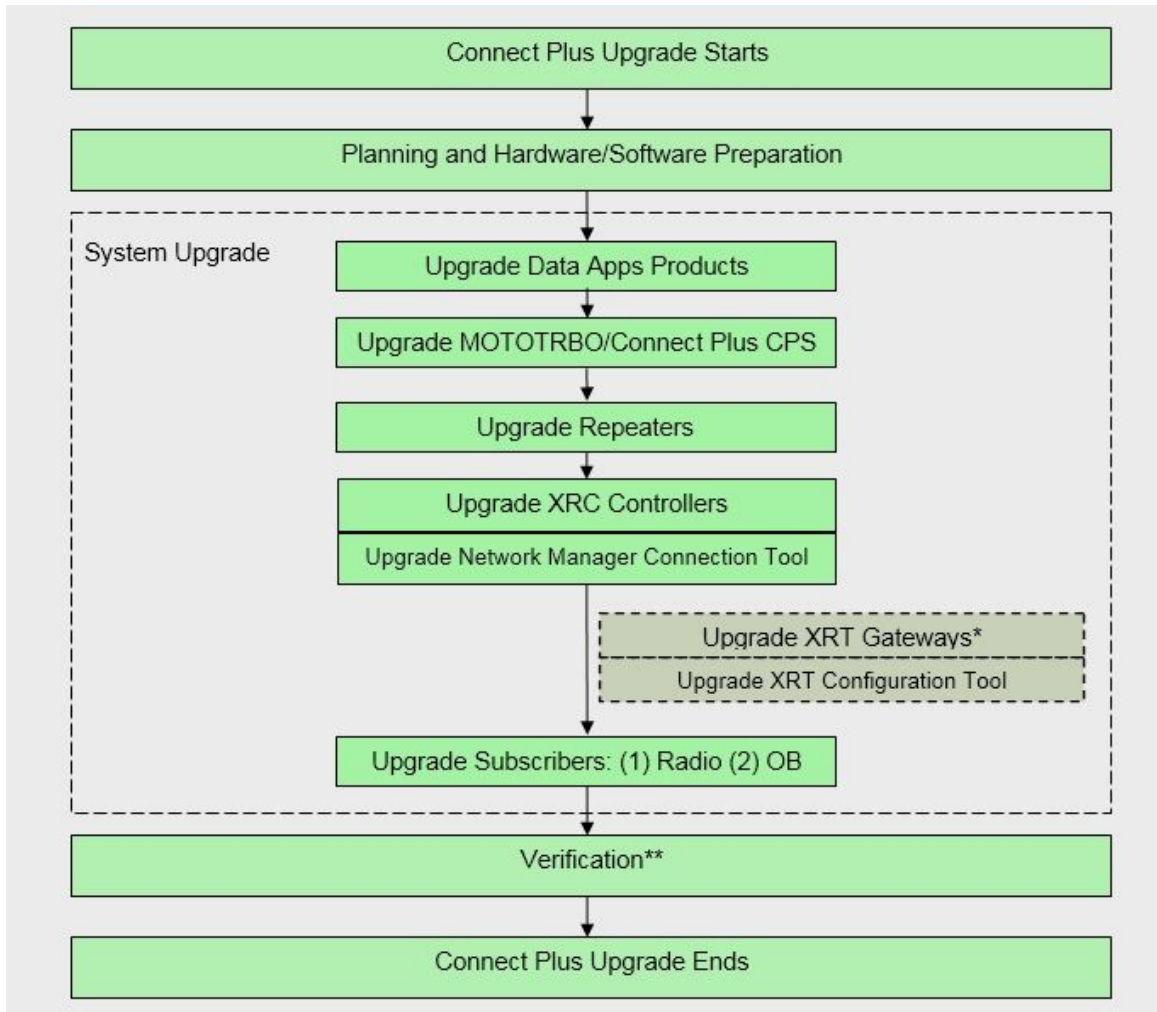 Connect Plus Upgrade Starts
Planning and Hardware/Software Preparation
System Upgrade
Upgrade Data Apps Products
Upgrade MOTOTRBO/Connect Plus CPS
Upgrade Repeaters
Upgrade XRC Controllers
Upgrade Network Manager Connection Tool
Upgrade XRT Gateways*
Upgrade XRT Configuration Tool
Upgrade Subscribers: (1) Radio (2) OB
Verification**
Connect Plus Upgrade Ends